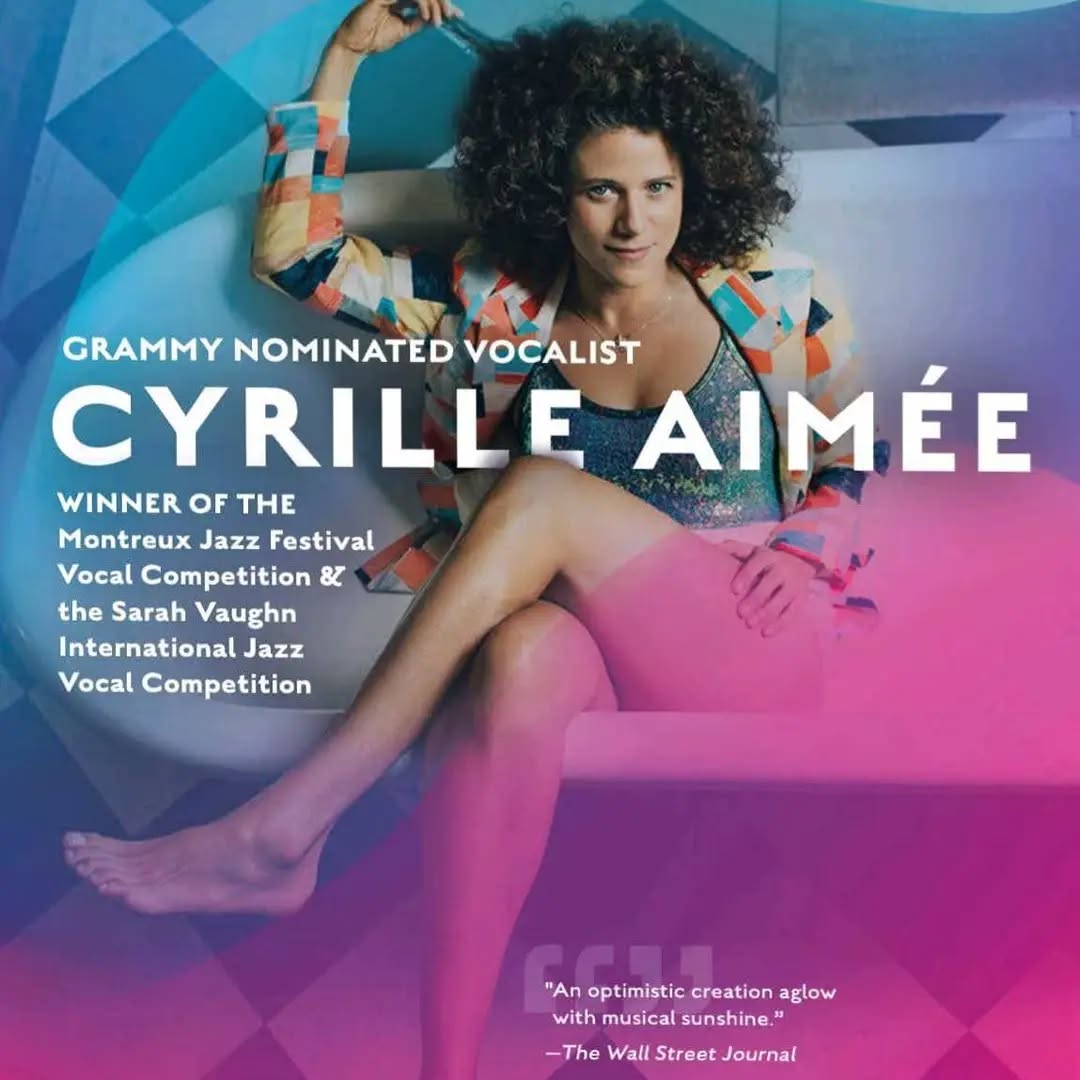 GRAMMY NOMINATED VOCALIST
CYRILLE AIMÉE
WINNER OF THE
Montreux Jazz Festival
Vocal Competition &
the Sarah Vaughn
International Jazz
Vocal Competition
"An optimistic creation aglow
with musical sunshine.”
—The Wall Street Journal